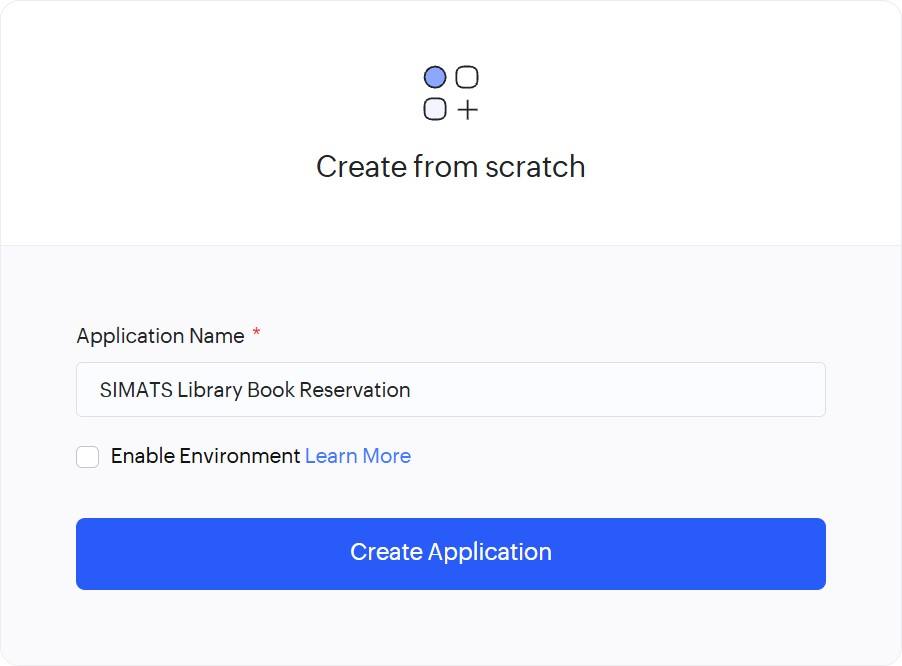 Create from scratch
Application Name *
SIMATS Library Book Reservation
Enable Environment Learn More
Create Application